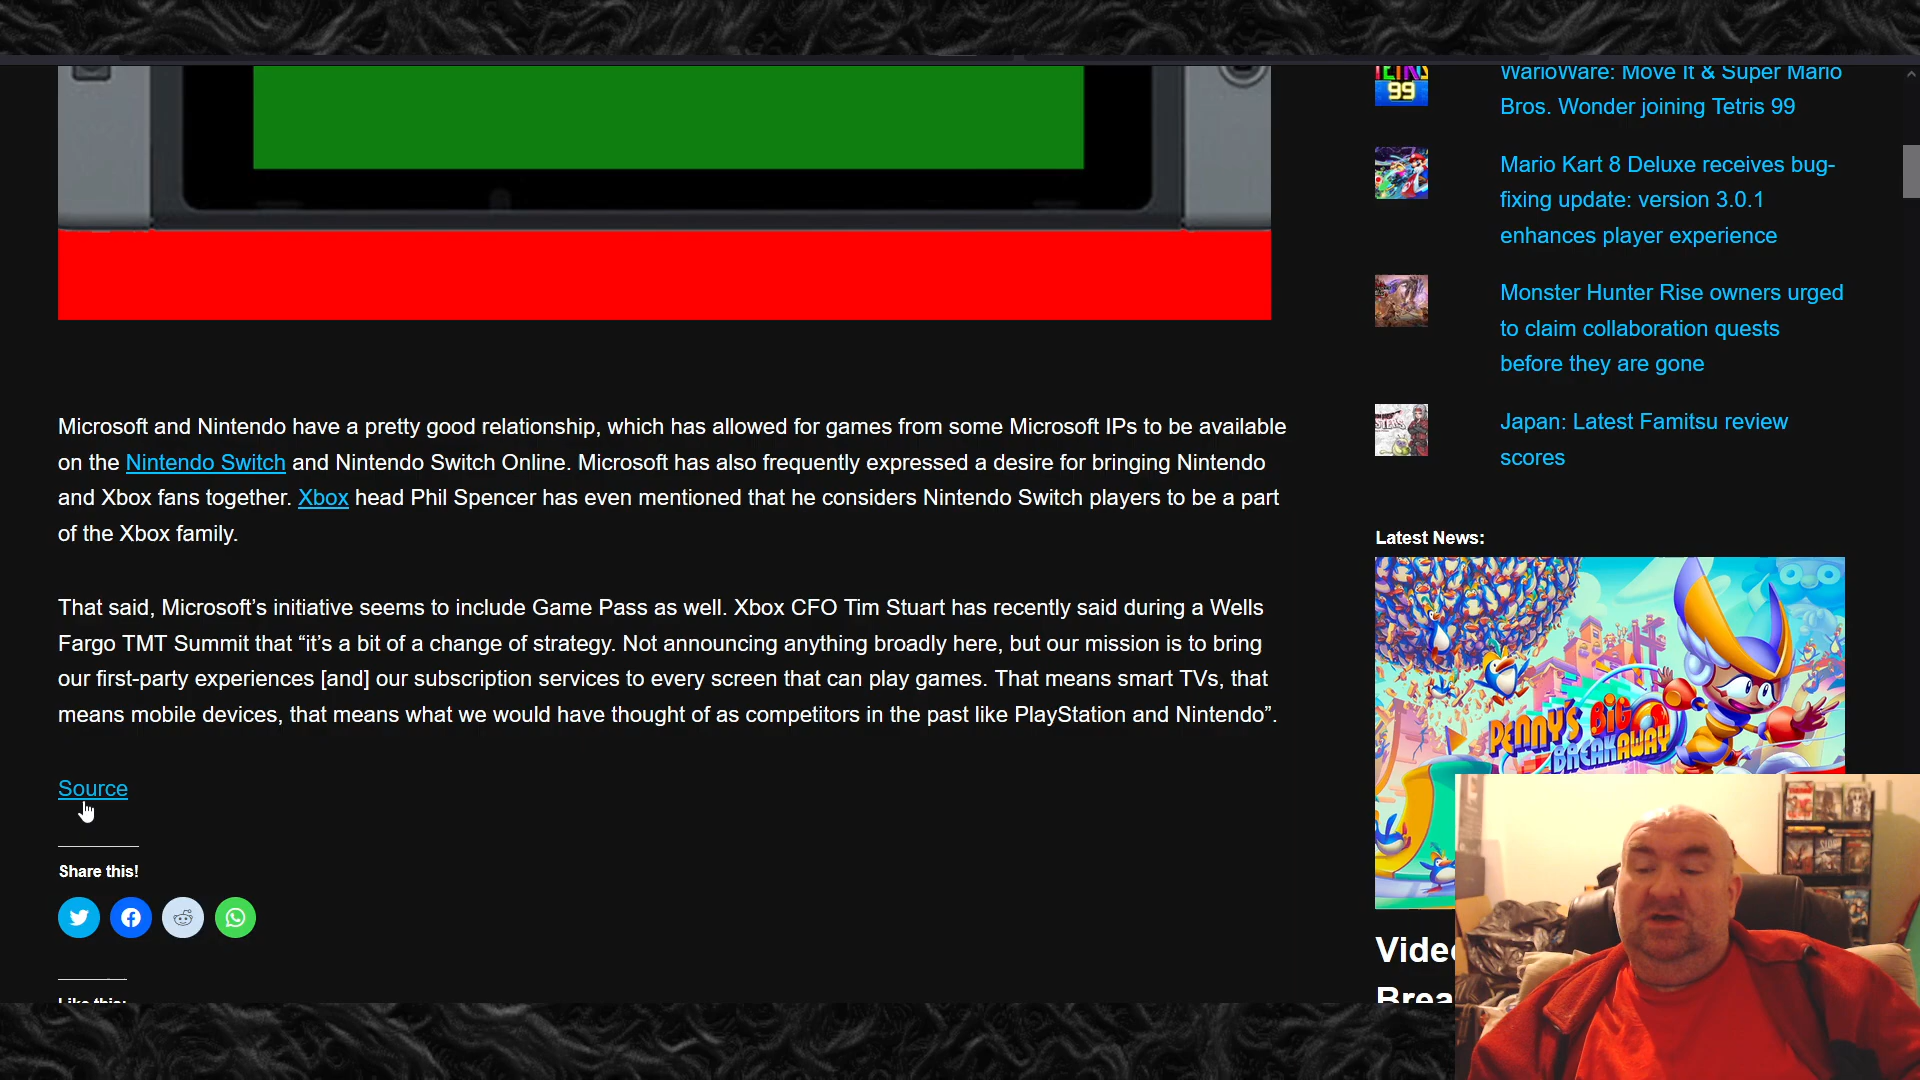 Microsoft and Nintendo have a pretty good relationship, which has allowed for games from some Microsoft IPs to be available
on the Nintendo Switch and Nintendo Switch Online. Microsoft has also frequently expressed a desire for bringing Nintendo
and Xbox fans together. Xbox head Phil Spencer has even mentioned that he considers Nintendo Switch players to be a part
of the Xbox family.
That said, Microsoft’s initiative seems to include Game Pass as well. Xbox CFO Tim Stuart has recently said during a Wells
Fargo TMT Summit that “it’s a bit of a change of strategy. Not announcing anything broadly here, but our mission is to bring
our first-party experiences [and] our subscription services to every screen that can play games. That means smart TVs, that
means mobile devices, that means what we would have thought of as competitors in the past like PlayStation and Nintendo”.
Source
Share this!
Like this:
TETRIS
99
WarioWare: Move It & Super Mario
Bros. Wonder joining Tetris 99
Mario Kart 8 Deluxe receives bug-
fixing update: version 3.0.1
enhances player experience
Monster Hunter Rise owners urged
to claim collaboration quests
before they are gone
Japan: Latest Famitsu review
scores
Latest News:
PENNY'S BIG
BREAKAWAY
Video
Brea